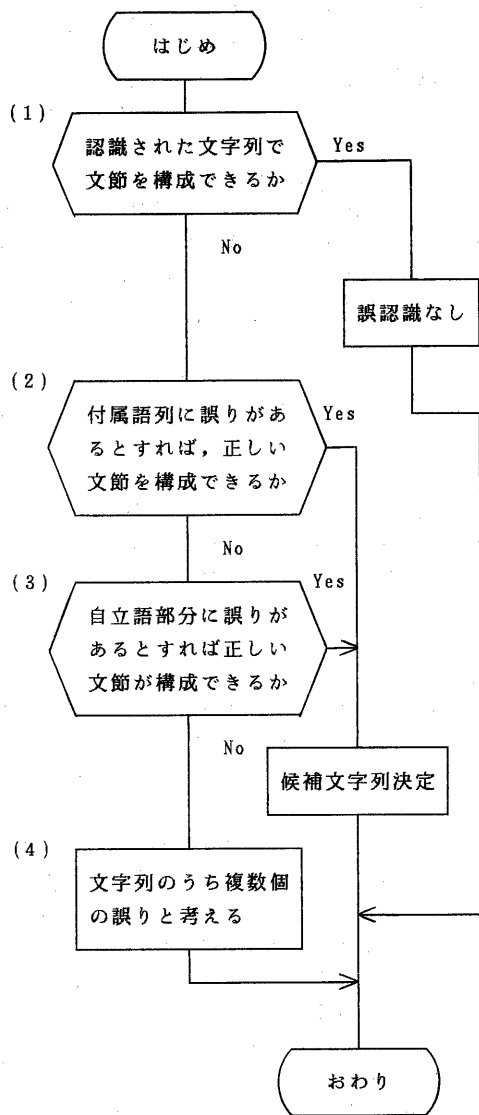 はじめ
(1)
認識された文字列で
文節を構成できるか
Yes
No
誤認識なし
(2)
付属語列に誤りがあ
るとすれば，正しい
文節を構成できるか
Yes
No
(3)
自立語部分に誤りが
あるとすれば正しい
文節が構成できるか
Yes
No
候補文字列決定
(4)
文字列のうち複数個
の誤りと考える
おわり